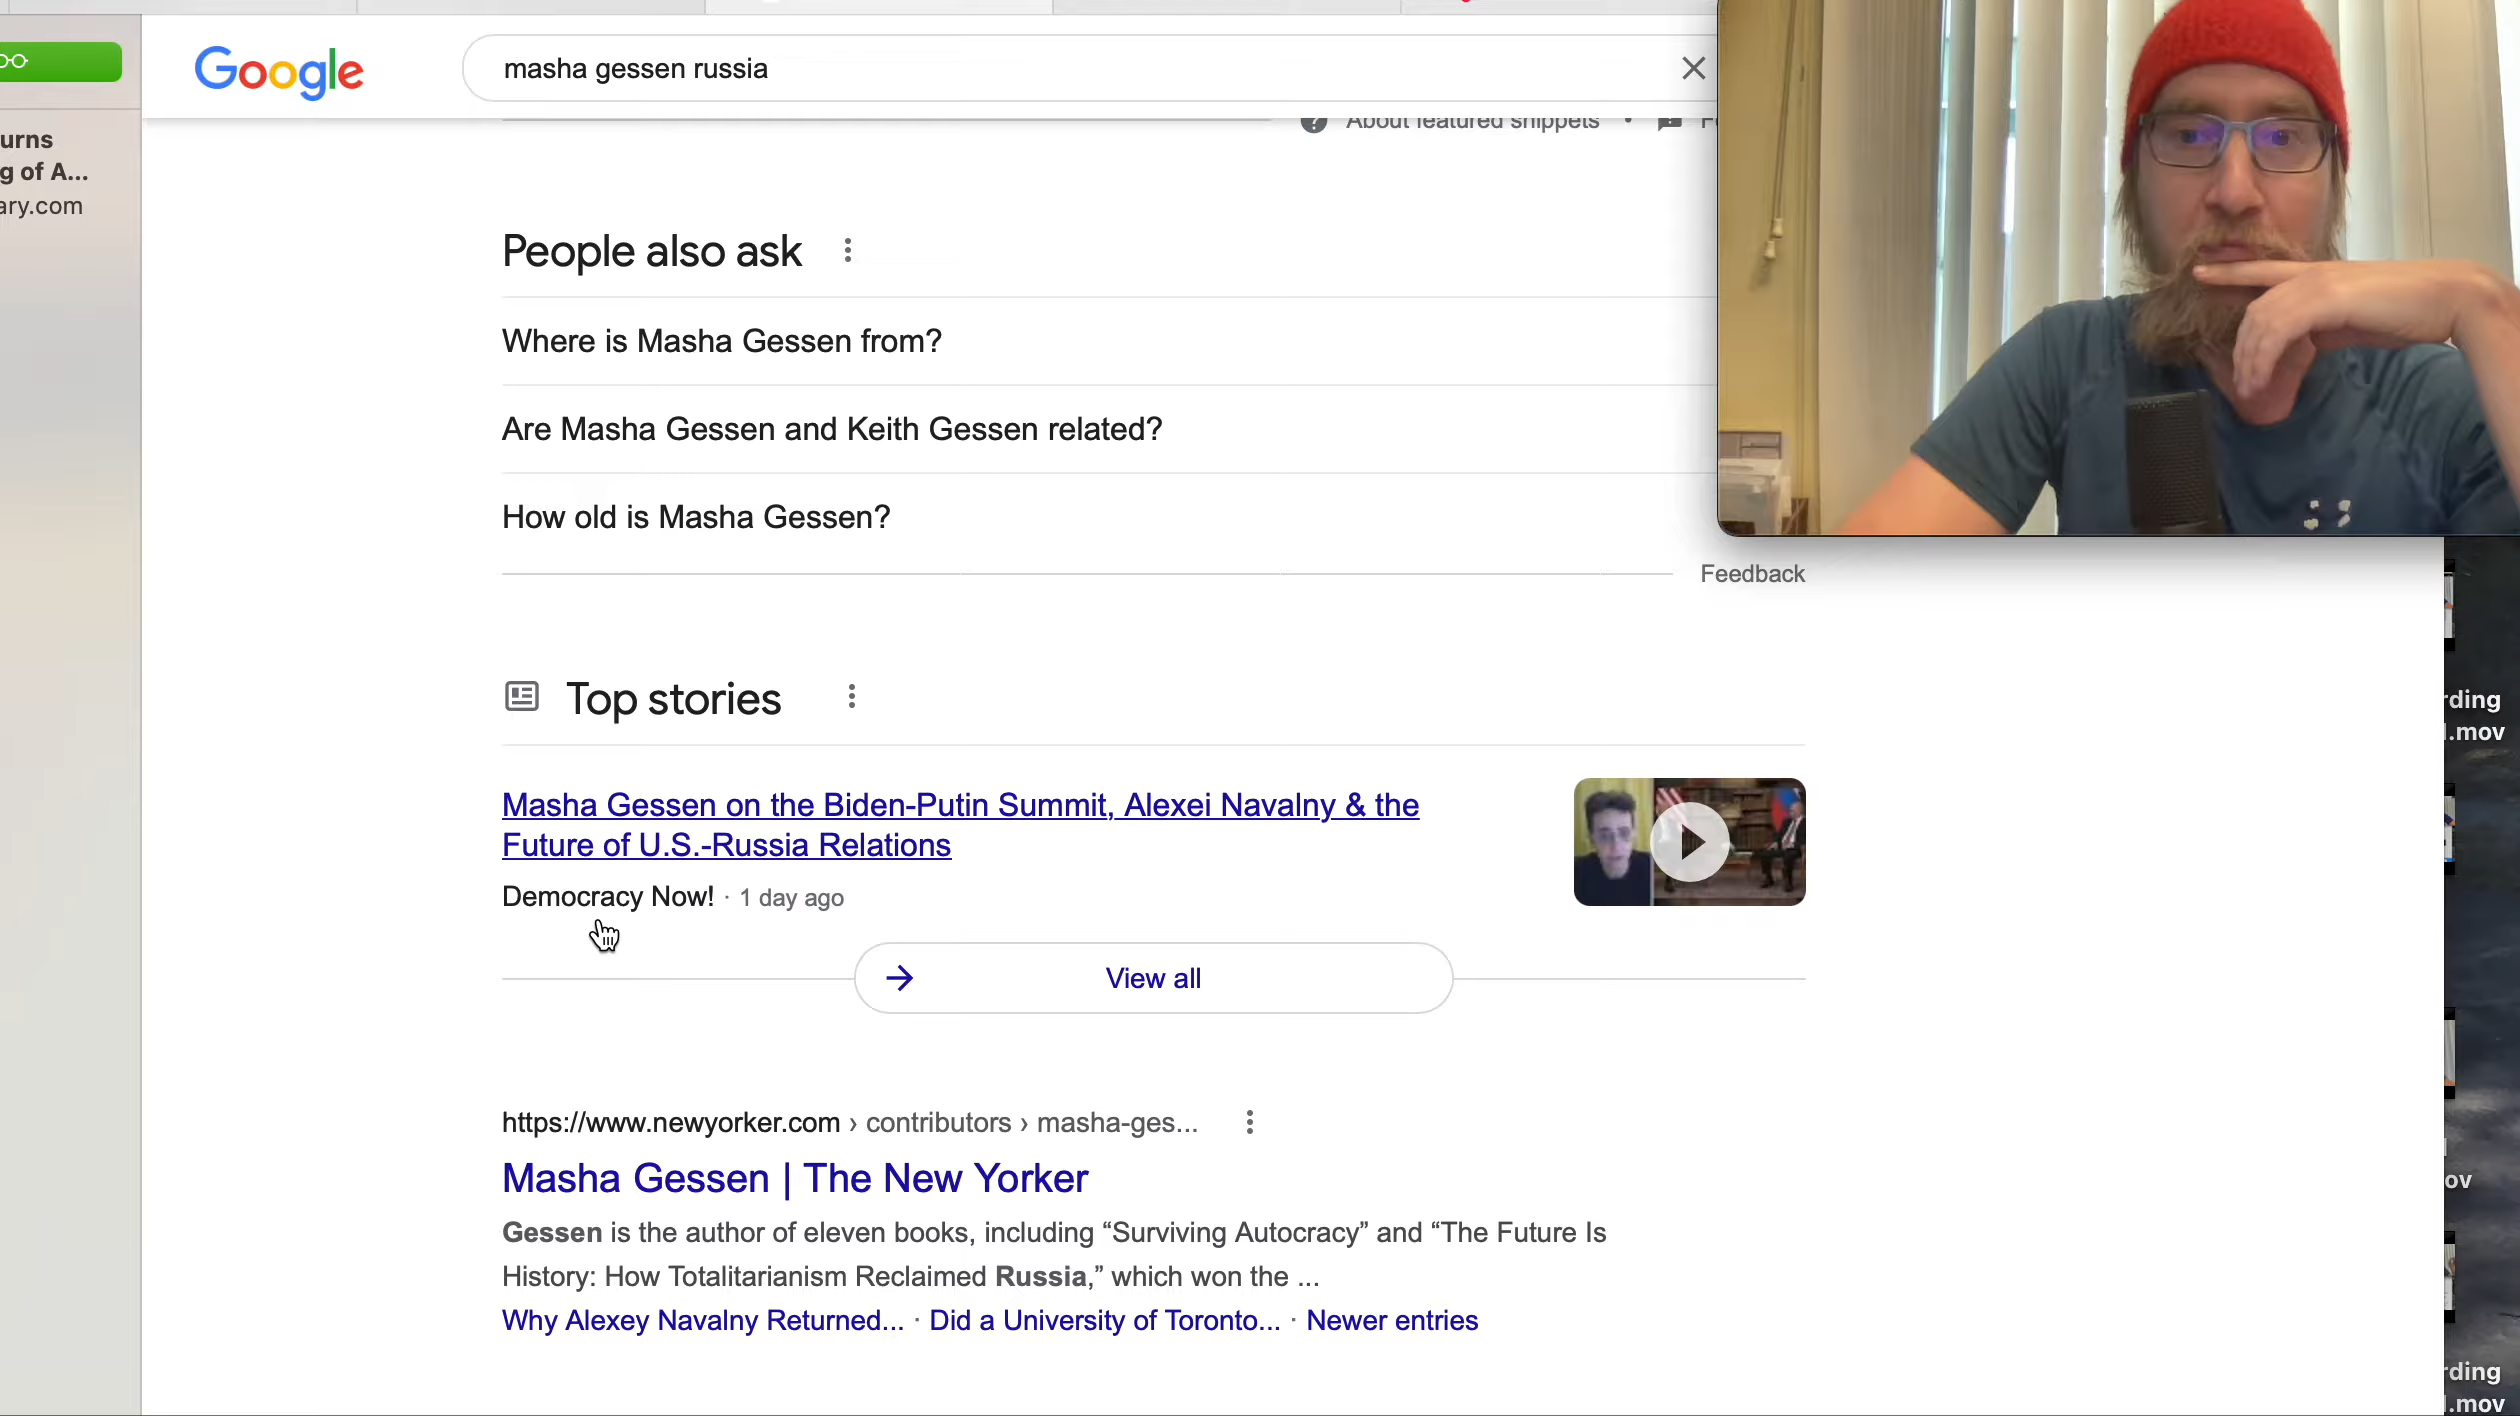 urns
g of A...
ary.com
Google
masha gessen russia
About featured snippets
People also ask
Where is Masha Gessen from?
Are Masha Gessen and Keith Gessen related?
How old is Masha Gessen?
Feedback
Top stories
Masha Gessen on the Biden-Putin Summit, Alexei Navalny & the
Future of U.S.-Russia Relations
Democracy Now! · 1 day ago
View all
https://www.newyorker.com › contributors › masha-ges...
Masha Gessen | The New Yorker
Gessen is the author of eleven books, including “Surviving Autocracy” and “The Future Is
History: How Totalitarianism Reclaimed Russia,” which won the ...
Why Alexey Navalny Returned... · Did a University of Toronto... · Newer entries
rding
.mov
ov
rding
.mov